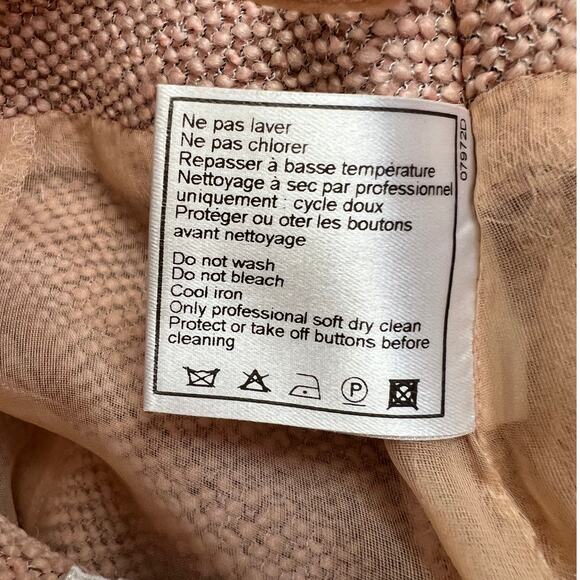 Ne pas laver
Ne pas chlorer
Repasser à basse température
Nettoyage à sec par professionnel
uniquement : cycle doux
Protéger ou oter les boutons
avant nettoyage
Do not wash
Do not bleach
Cool iron
Only professional soft dry clean
Protect or take off buttons before
cleaning
P
07972D